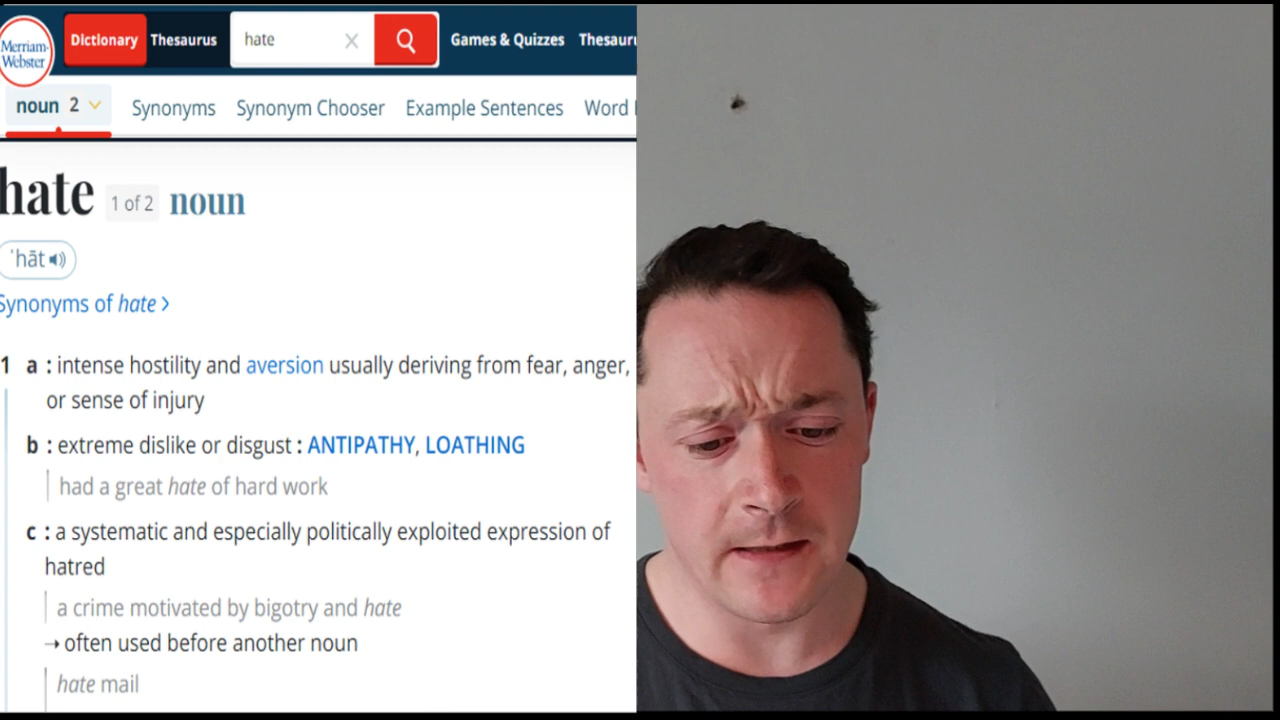 Merriam-
Webster
Dictionary Thesaurus hate Games & Quizzes
noun 2 Synonyms Synonym Chooser Example Sentences Word
hate 1 of 2 noun
ˈhāt
Synonyms of hate
1 a : intense hostility and aversion usually deriving from fear, anger,
or sense of injury
b : extreme dislike or disgust : ANTIPATHY, LOATHING
had a great hate of hard work
c : a systematic and especially politically exploited expression of
hatred
a crime motivated by bigotry and hate
→ often used before another noun
hate mail